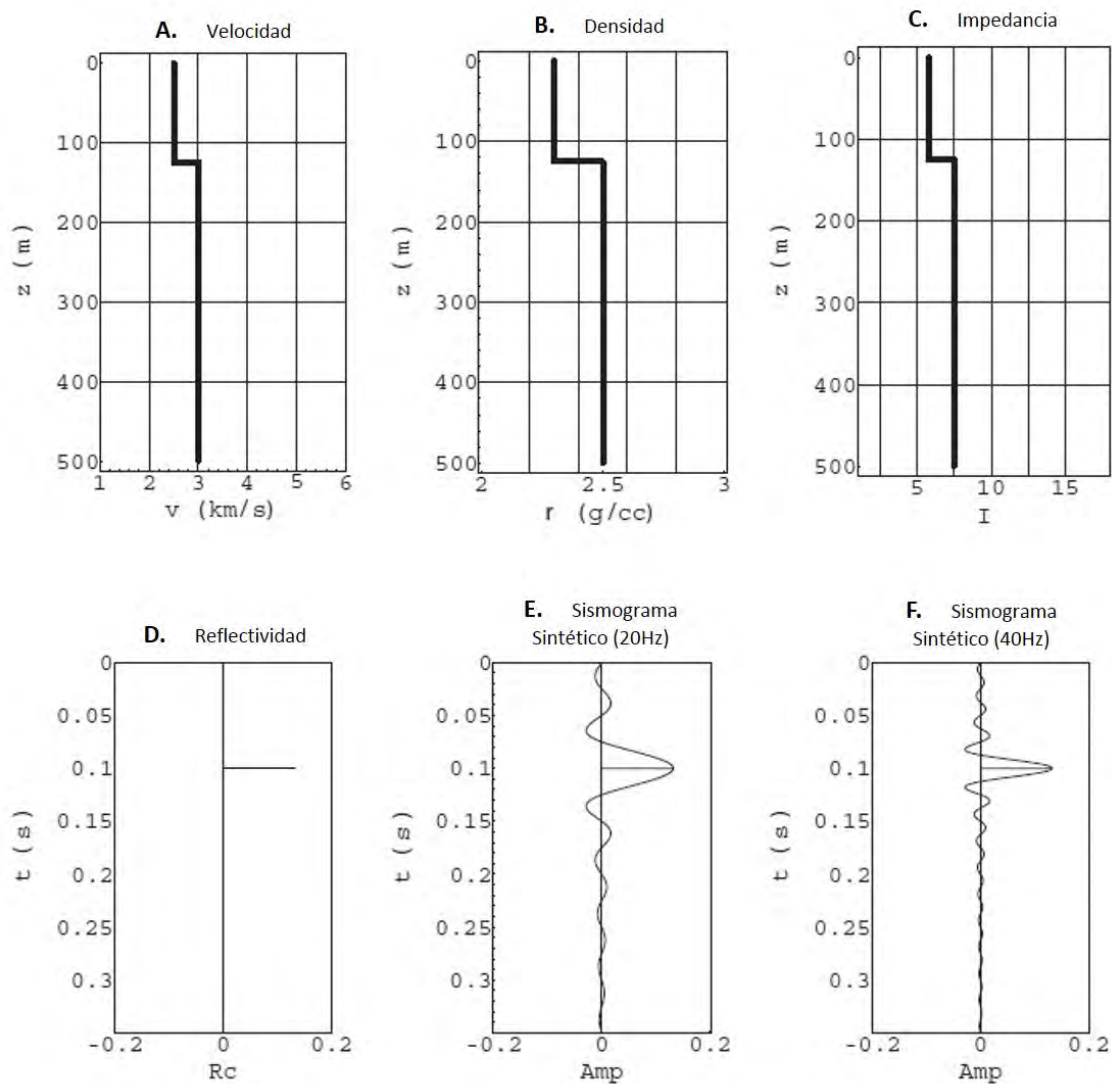 A. Velocidad
0
100
200
300
400
500
z (m)
1 2 3 4 5 6
v (km/s)
B. Densidad
0
100
200
300
400
500
z (m)
2 2.5 3
r (g/cc)
C. Impedancia
0
100
200
300
400
500
z (m)
5 10 15
I
D. Reflectividad
0
0.05
0.1
0.15
0.2
0.25
0.3
t (s)
-0.2 0 0.2
Rc
E. Sismograma
Sintético (20Hz)
0
0.05
0.1
0.15
0.2
0.25
0.3
t (s)
-0.2 0 0.2
Amp
F. Sismograma
Sintético (40Hz)
0
0.05
0.1
0.15
0.2
0.25
0.3
t (s)
-0.2 0 0.2
Amp